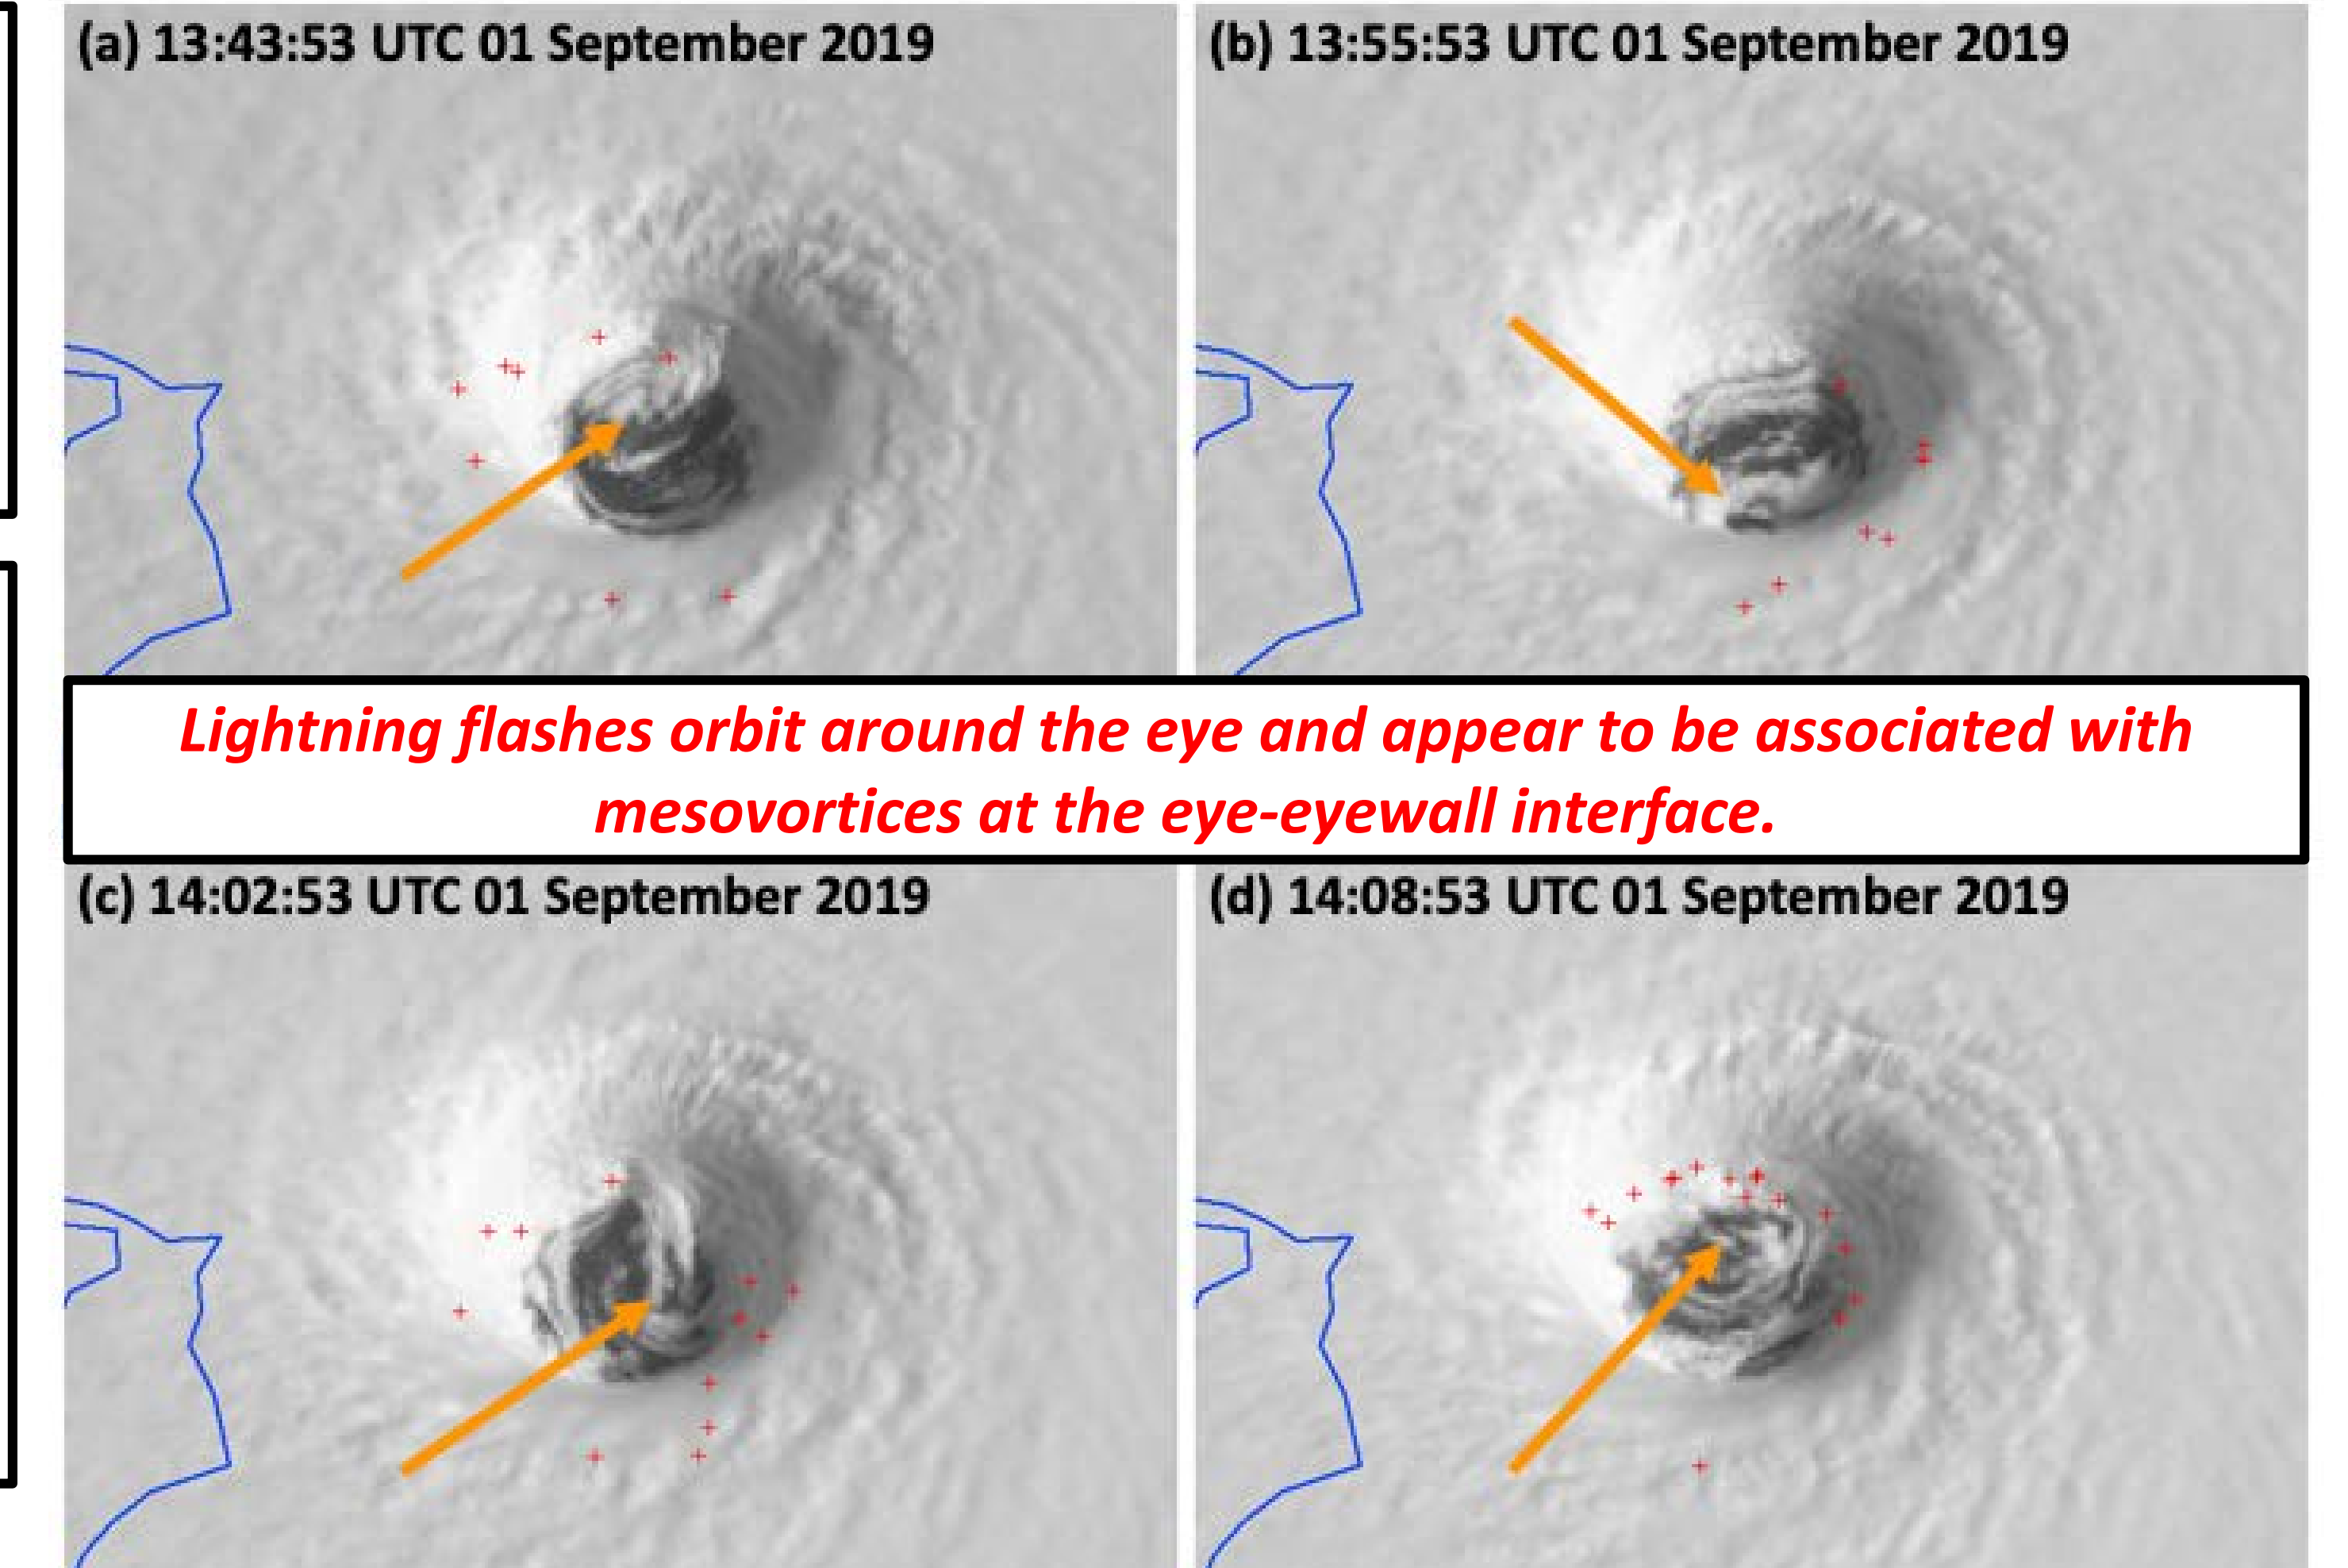 (a) 13:43:53 UTC 01 September 2019
(b) 13:55:53 UTC 01 September 2019
Lightning flashes orbit around the eye and appear to be associated with
mesovortices at the eye-eyewall interface.
(c) 14:02:53 UTC 01 September 2019
(d) 14:08:53 UTC 01 September 2019